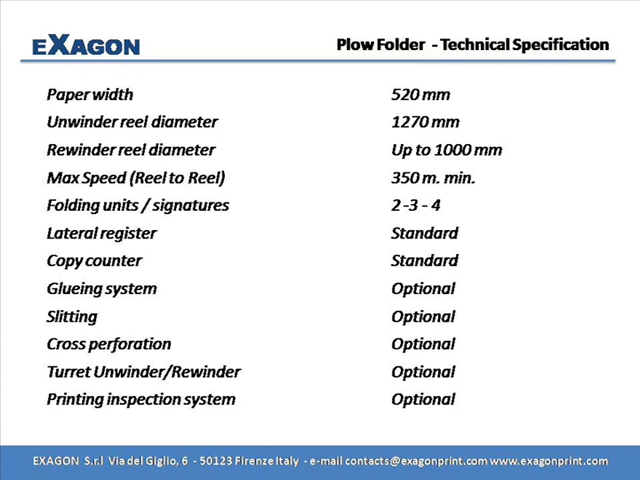 EXAGON
Plow Folder - Technical Specification
Paper width 520 mm
Unwinder reel diameter 1270 mm
Rewinder reel diameter Up to 1000 mm
Max Speed (Reel to Reel) 350 m. min.
Folding units / signatures 2 -3 - 4
Lateral register Standard
Copy counter Standard
Glueing system Optional
Slitting Optional
Cross perforation Optional
Turret Unwinder/Rewinder Optional
Printing inspection system Optional
EXAGON S.r.l Via del Giglio, 6 - 50123 Firenze Italy - e-mail contacts@exagonprint.com www.exagonprint.com